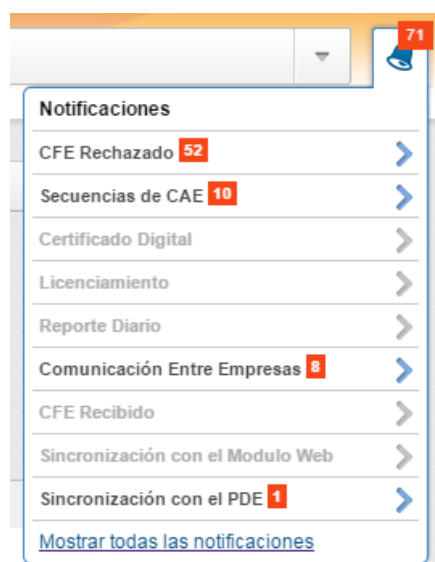 71
Notificaciones
CFE Rechazado 52
Secuencias de CAE 10
Certificado Digital
Licenciamiento
Reporte Diario
Comunicación Entre Empresas 8
CFE Recibido
Sincronización con el Modulo Web
Sincronización con el PDE 1
Mostrar todas las notificaciones